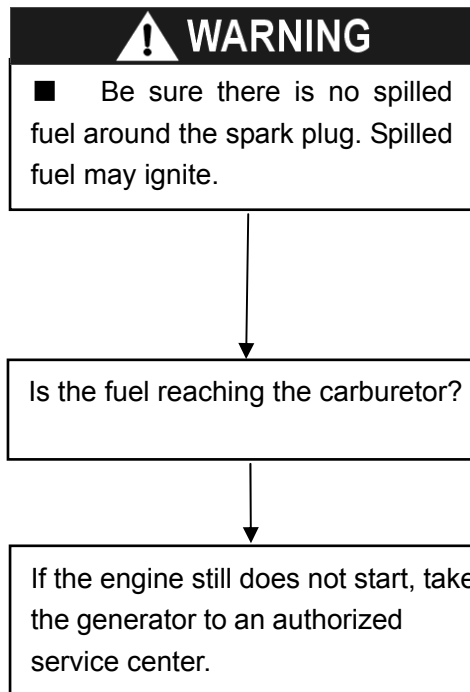 WARNING
■ Be sure there is no spilled
fuel around the spark plug. Spilled
fuel may ignite.
Is the fuel reaching the carburetor?
If the engine still does not start, take
the generator to an authorized
service center.